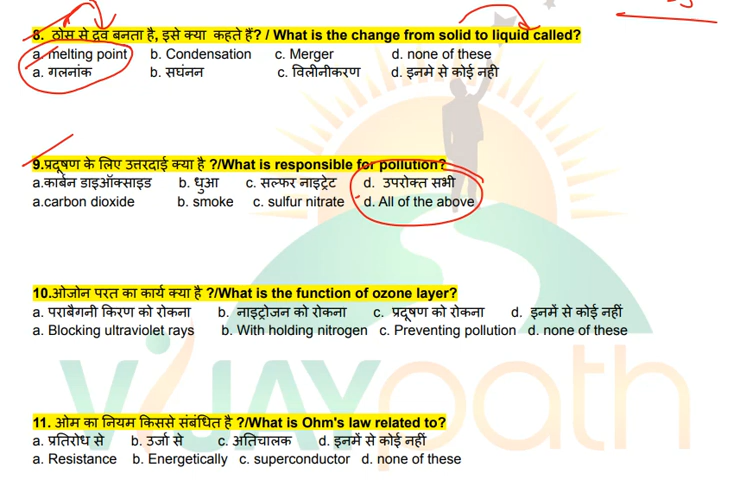 8. ठोस से द्रव बनता है, इसे क्या कहते हैं? / What is the change from solid to liquid called?
a. melting point b. Condensation c. Merger d. none of these
a. गलनांक b. सघंनन c. विलीनीकरण d. इनमे से कोई नही
9.प्रदूषण के लिए उत्तरदाई क्या है ?/What is responsible for pollution?
a.कार्बन डाइऑक्साइड b. धुआ c. सल्फर नाइट्रेट d. उपरोक्त सभी
a.carbon dioxide b. smoke c. sulfur nitrate d. All of the above
10.ओजोन परत का कार्य क्या है ?/What is the function of ozone layer?
a. पराबैगनी किरण को रोकना b. नाइट्रोजन को रोकना c. प्रदूषण को रोकना d. इनमें से कोई नहीं
a. Blocking ultraviolet rays b. With holding nitrogen c. Preventing pollution d. none of these
VIJAYpath
11. ओम का नियम किससे संबंधित है ?/What is Ohm's law related to?
a. प्रतिरोध से b. उर्जा से c. अतिचालक d. इनमें से कोई नहीं
a. Resistance b. Energetically c. superconductor d. none of these